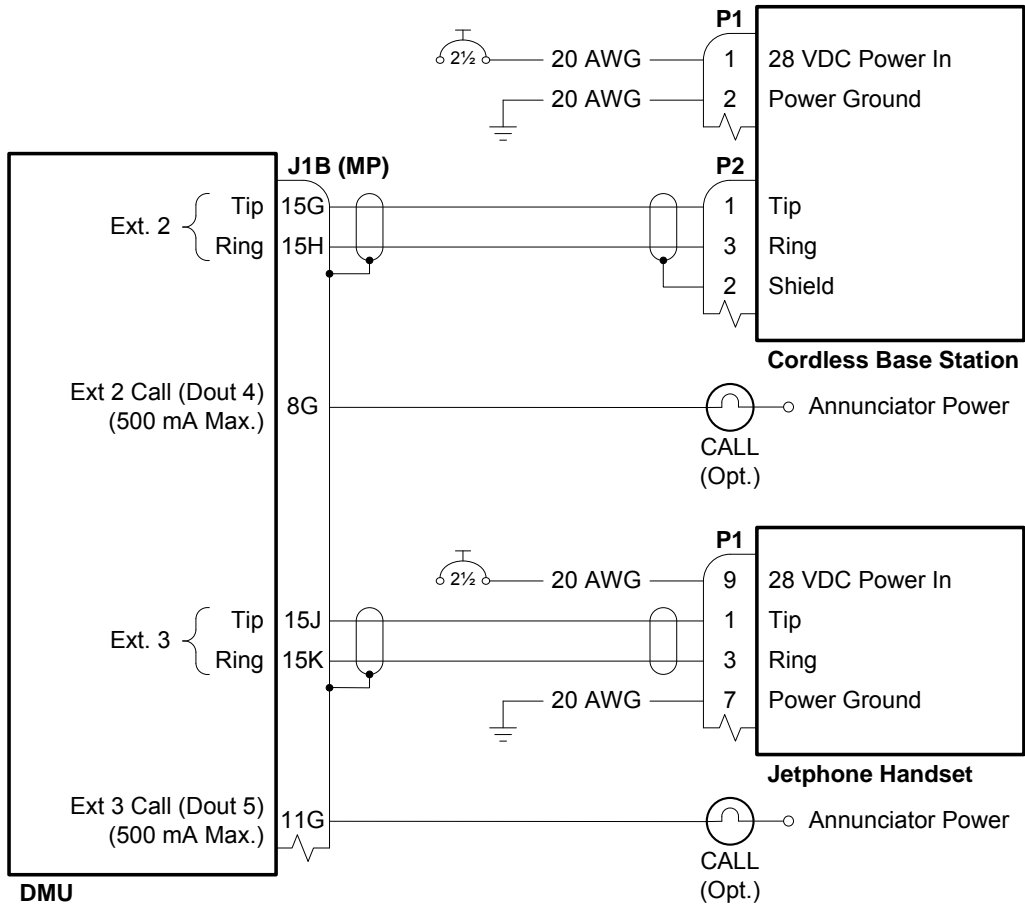 P1
2½ 20 AWG 1 28 VDC Power In
20 AWG 2 Power Ground
J1B (MP) P2
Ext. 2 Tip 15G 1 Tip
Ring 15H 3 Ring
2 Shield
Cordless Base Station
Ext 2 Call (Dout 4) 8G Annunciator Power
(500 mA Max.)
CALL
(Opt.)
P1
2½ 20 AWG 9 28 VDC Power In
Ext. 3 Tip 15J 1 Tip
Ring 15K 3 Ring
20 AWG 7 Power Ground
Jetphone Handset
Ext 3 Call (Dout 5) 11G Annunciator Power
(500 mA Max.)
CALL
(Opt.)
DMU